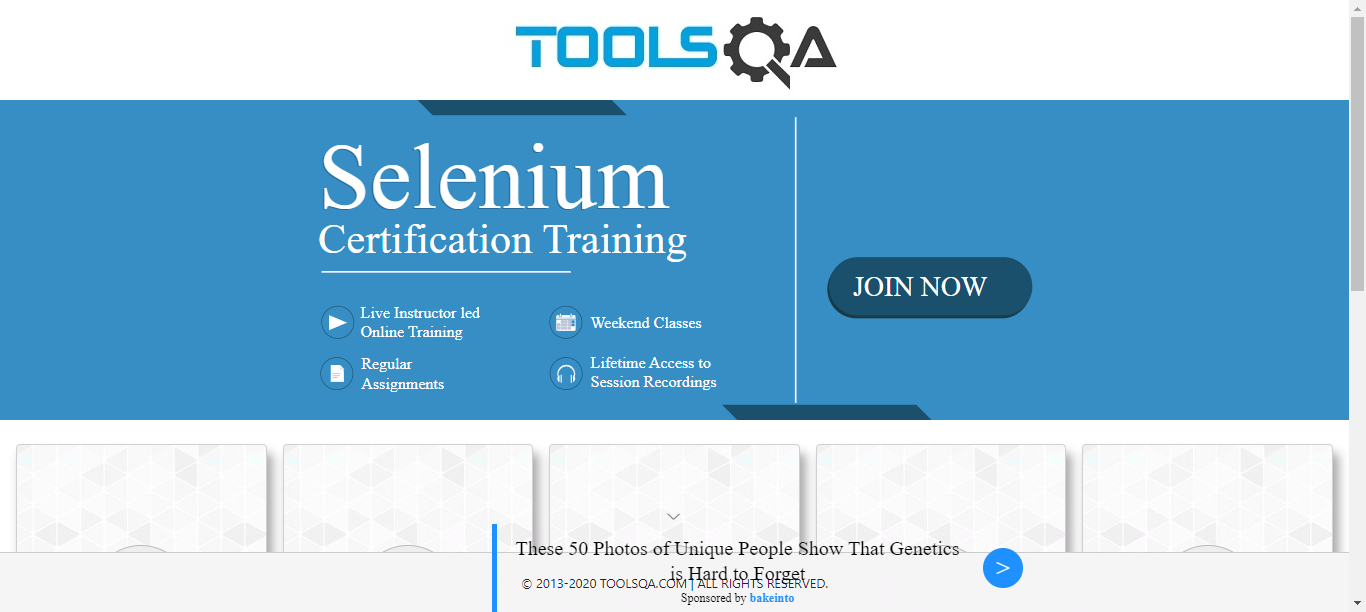 TOOLSQA
Selenium
Certification Training
JOIN NOW
Live Instructor led
Online Training
Weekend Classes
Regular
Assignments
Lifetime Access to
Session Recordings
These 50 Photos of Unique People Show That Genetics
is Hard to Forget
>
© 2013-2020 TOOLSQA.COM | ALL RIGHTS RESERVED.
Sponsored by bakeinto